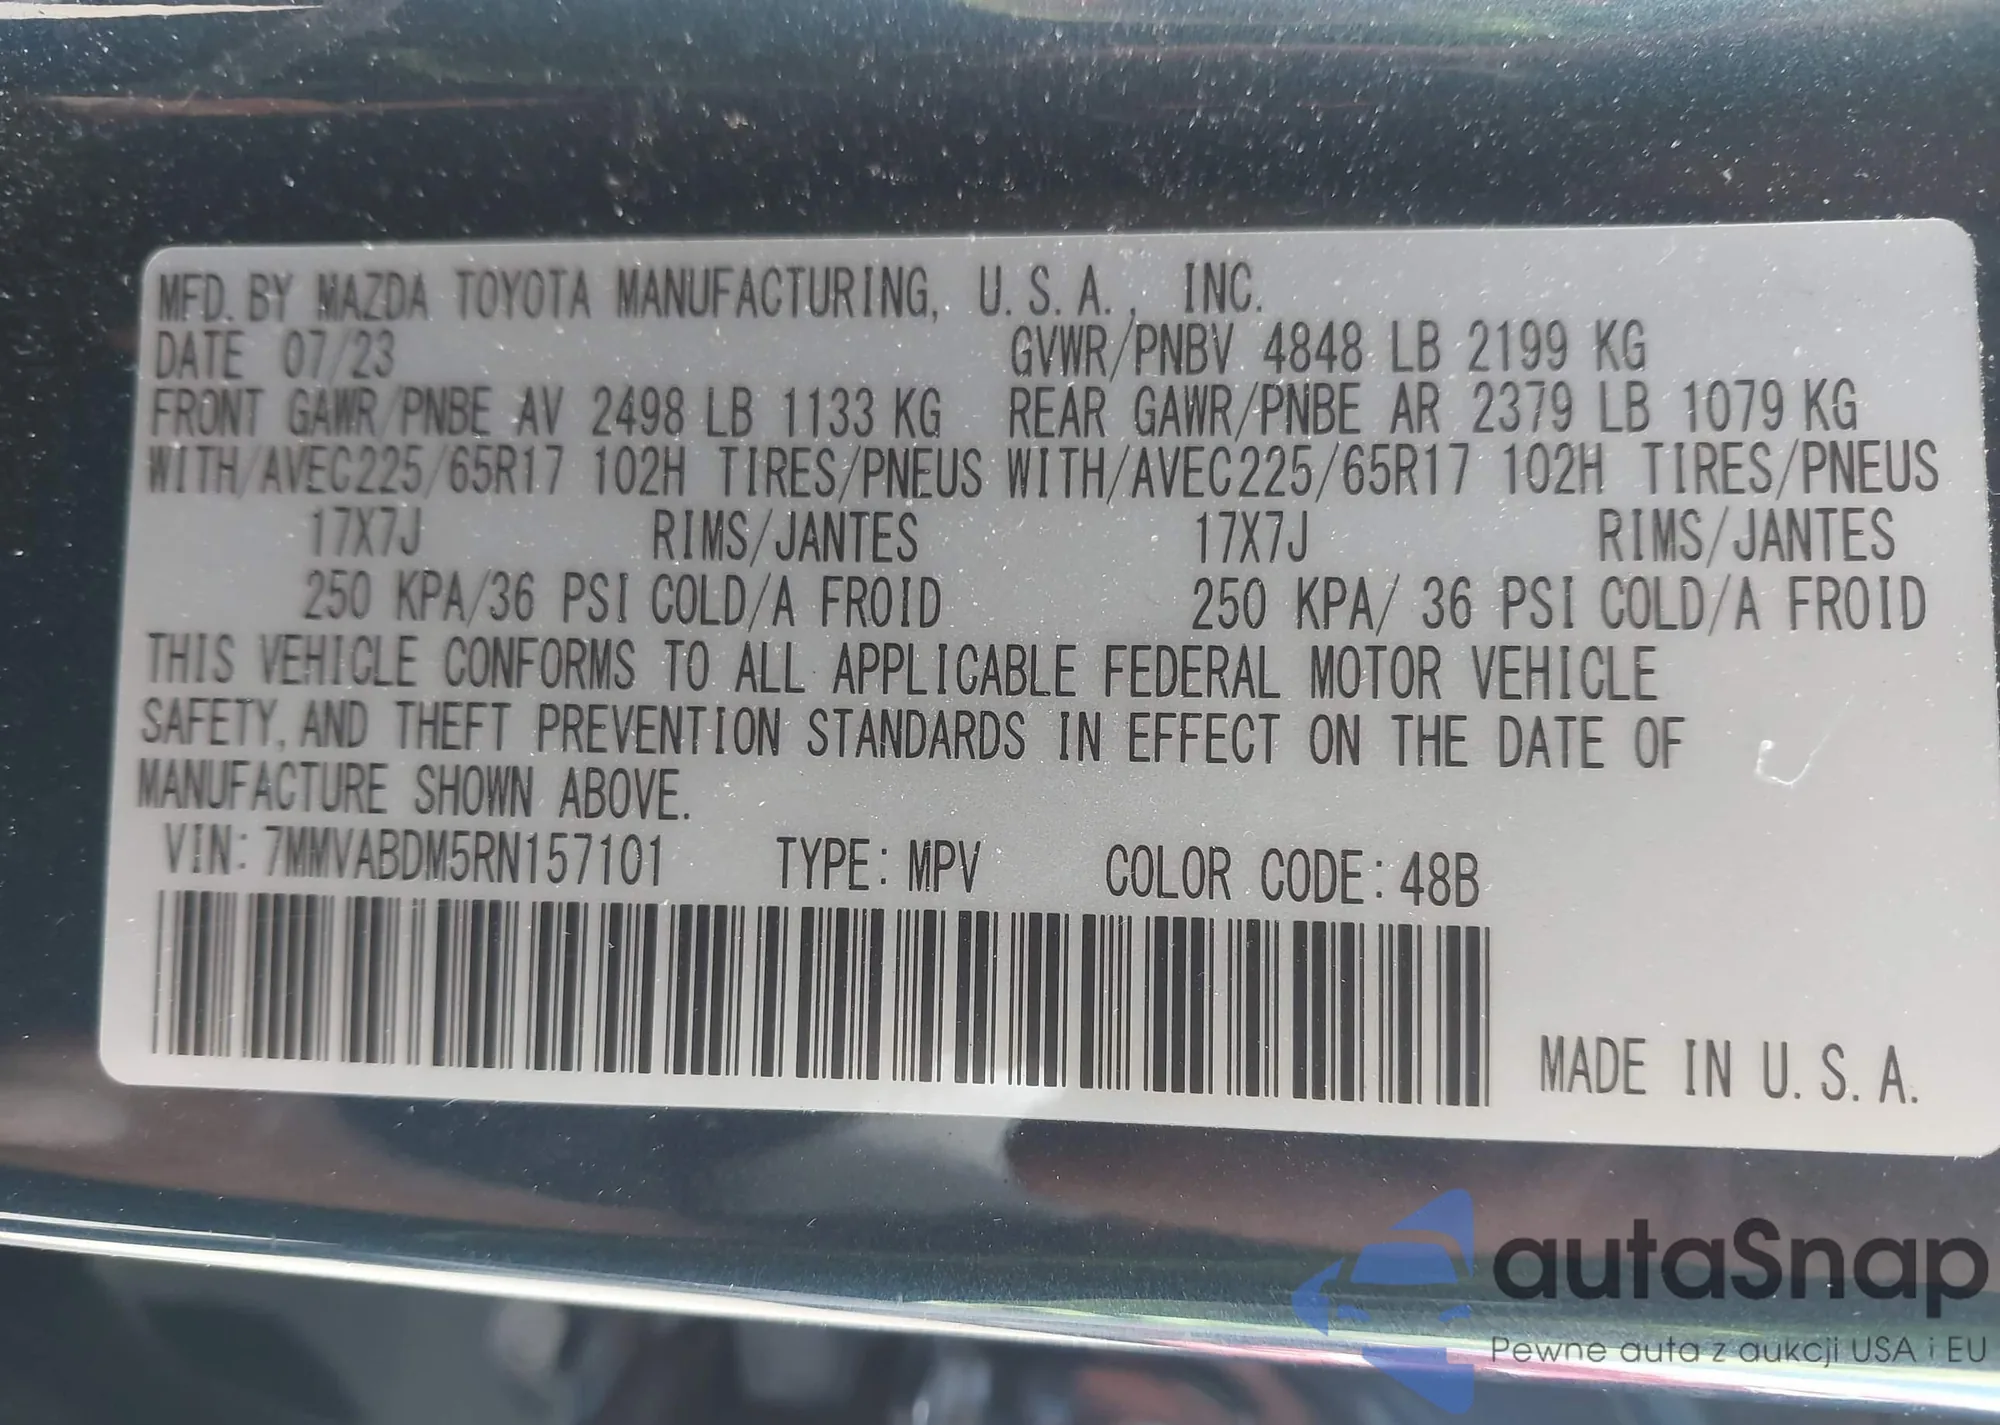 MFD. BY MAZDA TOYOTA MANUFACTURING, U.S.A., INC.
DATE 07/23 GVWR/PNBV 4848 LB 2199 KG
FRONT GAWR/PNBE AV 2498 LB 1133 KG REAR GAWR/PNBE AR 2379 LB 1079 KG
WITH/AVEC225/65R17 102H TIRES/PNEUS WITH/AVEC225/65R17 102H TIRES/PNEUS
17X7J RIMS/JANTES 17X7J RIMS/JANTES
250 KPA/36 PSI COLD/A FROID 250 KPA/ 36 PSI COLD/A FROID
THIS VEHICLE CONFORMS TO ALL APPLICABLE FEDERAL MOTOR VEHICLE
SAFETY, AND THEFT PREVENTION STANDARDS IN EFFECT ON THE DATE OF
MANUFACTURE SHOWN ABOVE.
VIN: 7MMVABDM5RN157101 TYPE: MPV COLOR CODE: 48B
MADE IN U.S.A.
autaSnap
Pewne auta z aukcji USA i EU